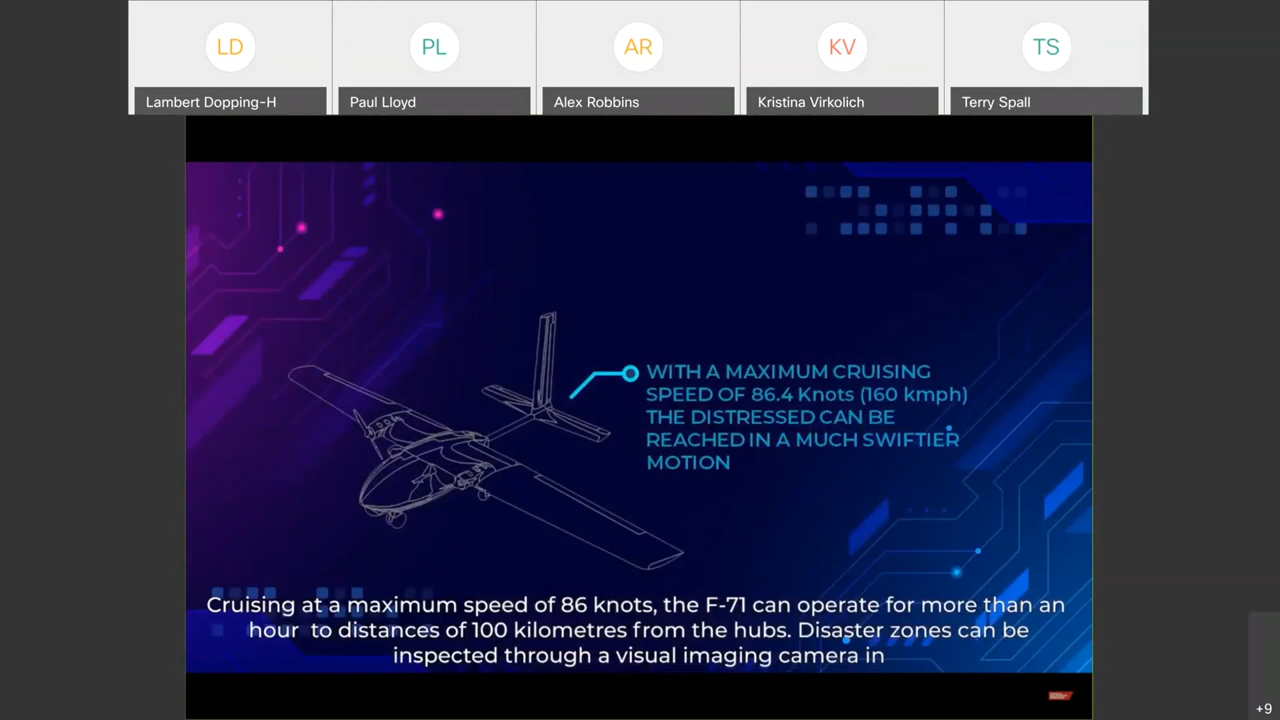 LD
PL
AR
KV
TS
Lambert Dopping-H
Paul Lloyd
Alex Robbins
Kristina Virkolich
Terry Spall
WITH A MAXIMUM CRUISING
SPEED OF 86.4 Knots (160 kmph)
THE DISTRESSED CAN BE
REACHED IN A MUCH SWIFTIER
MOTION
Cruising at a maximum speed of 86 knots, the F-71 can operate for more than an
hour to distances of 100 kilometres from the hubs. Disaster zones can be
inspected through a visual imaging camera in
+9